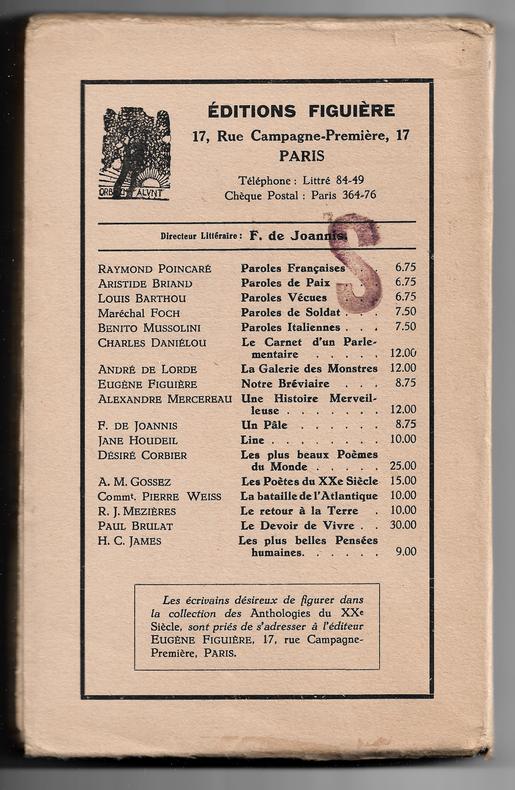 ÉDITIONS FIGUIÈRE
17, Rue Campagne-Première, 17
PARIS
Téléphone : Littré 84-49
Chèque Postal : Paris 364-76
Directeur Littéraire : F. de Joannis.
S
RAYMOND POINCARÉ Paroles Françaises 6.75
ARISTIDE BRIAND Paroles de Paix 6.75
LOUIS BARTHOU Paroles Vécues 6.75
Maréchal FOCH Paroles de Soldat . . 7.50
BENITO MUSSOLINI Paroles Italiennes . . . 7.50
CHARLES DANIÉLOU Le Carnet d'un Parle-
mentaire . . . . . 12.00
ANDRÉ DE LORDE La Galerie des Monstres 12.00
EUGÈNE FIGUIÈRE Notre Bréviaire . . . 8.75
ALEXANDRE MERCEREAU Une Histoire Merveil-
leuse . . . . . . . 12.00
F. DE JOANNIS Un Pâle . . . . . . 8.75
JANE HOUDEIL Line . . . . . . . . 10.00
DÉSIRÉ CORBIER Les plus beaux Poèmes
du Monde . . . . . 25.00
A. M. GOSSEZ Les Poètes du XXe Siècle 15.00
Commt. PIERRE WEISS La bataille de l'Atlantique 10.00
R. J. MEZIÈRES Le retour à la Terre . 10.00
PAUL BRULAT Le Devoir de Vivre . . 30.00
H. C. JAMES Les plus belles Pensées
humaines. . . . . . 9.00
Les écrivains désireux de figurer dans
la collection des Anthologies du XXe
Siècle, sont priés de s'adresser à l'éditeur
EUGÈNE FIGUIÈRE, 17, rue Campagne-
Première, PARIS.